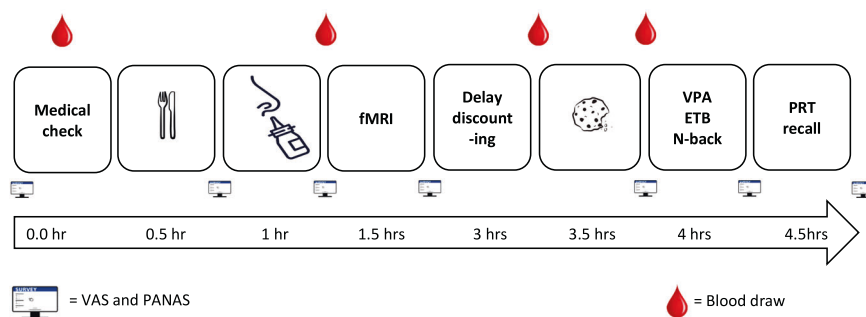 Medical
check
fMRI
Delay
discount
-ing
VPA
ETB
N-back
PRT
recall
0.0 hr
0.5 hr
1 hr
1.5 hrs
3 hrs
3.5 hrs
4 hrs
4.5hrs
SURVEY
= VAS and PANAS
= Blood draw